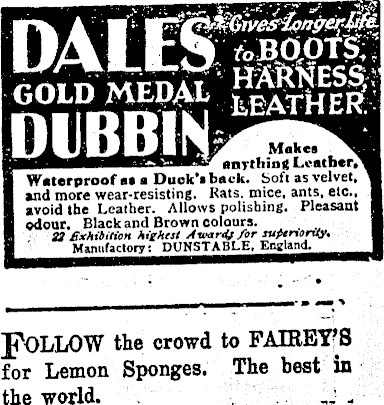 DALES
GOLD MEDAL
DUBBIN
Gives Longer Life
to BOOTS,
HARNESS,
LEATHER.
Makes
anything Leather,
Waterproof as a Duck's back. Soft as velvet,
and more wear-resisting. Rats, mice, ants, etc.,
avoid the Leather. Allows polishing. Pleasant
odour. Black and Brown colours.
22 Exhibition highest Awards for superiority.
Manufactory: DUNSTABLE, England.
FOLLOW the crowd to FAIREY'S
for Lemon Sponges. The best in
the world.